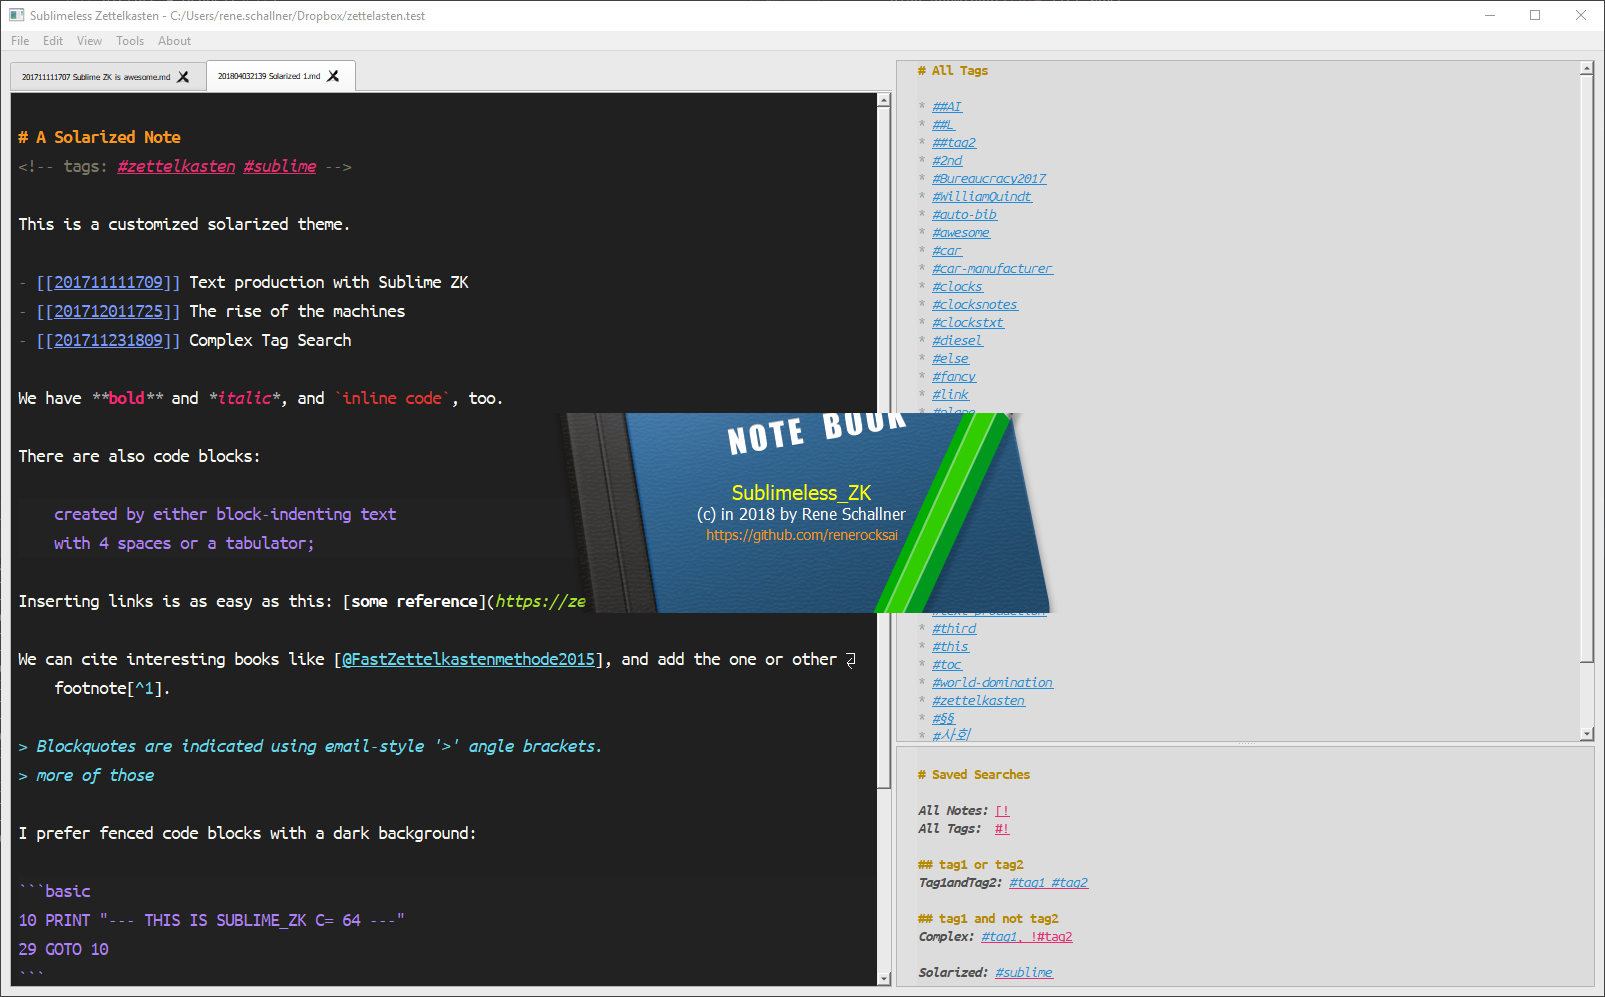 Sublimeless Zettelkasten - C:/Users/rene.schallner/Dropbox/zettelasten.test
File Edit View Tools About
201711111707 Sublime ZK is awesome.md
201804032139 Solarized 1.md
# A Solarized Note
<!-- tags: #zettelkasten #sublime -->
This is a customized solarized theme.
- [[201711111709]] Text production with Sublime ZK
- [[201712011725]] The rise of the machines
- [[201711231809]] Complex Tag Search
We have **bold** and *italic*, and `inline code`, too.
There are also code blocks:
created by either block-indenting text
with 4 spaces or a tabulator;
Inserting links is as easy as this: [some reference](https://ze
We can cite interesting books like [@FastZettelkastenmethode2015], and add the one or other
footnote[^1].
> Blockquotes are indicated using email-style '>' angle brackets.
> more of those
I prefer fenced code blocks with a dark background:
```basic
10 PRINT "--- THIS IS SUBLIME_ZK C= 64 ---"
29 GOTO 10
```
NOTE BOOK
Sublimeless_ZK
(c) in 2018 by Rene Schallner
https://github.com/renerocksai
# All Tags
* ##AI
* ##L
* ##tag2
* #2nd
* #Bureaucracy2017
* #WilliamQuindt
* #auto-bib
* #awesome
* #car
* #car-manufacturer
* #clocks
* #clocksnotes
* #clockstxt
* #diesel
* #else
* #fancy
* #link
* #plane
* #text-production
* #third
* #this
* #toc
* #world-domination
* #zettelkasten
* #§§
* #사회
# Saved Searches
All Notes: [!
All Tags: #!
## tag1 or tag2
Tag1andTag2: #tag1 #tag2
## tag1 and not tag2
Complex: #tag1, !#tag2
Solarized: #sublime